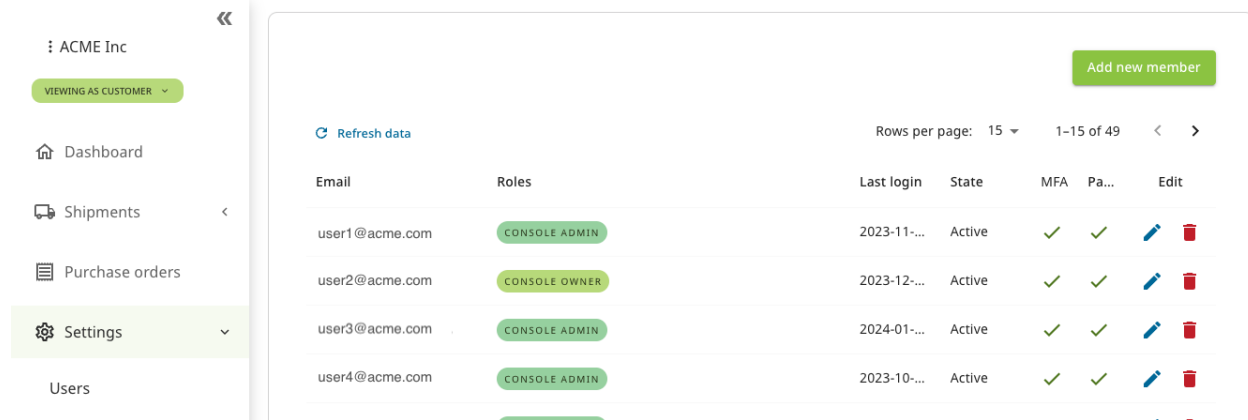 ACME Inc
VIEWING AS CUSTOMER
Dashboard
Shipments
Purchase orders
Settings
Users
Add new member
Refresh data
Rows per page: 15 1–15 of 49
Email Roles Last login State MFA Pa... Edit
user1@acme.com CONSOLE ADMIN 2023-11-... Active
user2@acme.com CONSOLE OWNER 2023-12-... Active
user3@acme.com CONSOLE ADMIN 2024-01-... Active
user4@acme.com CONSOLE ADMIN 2023-10-... Active